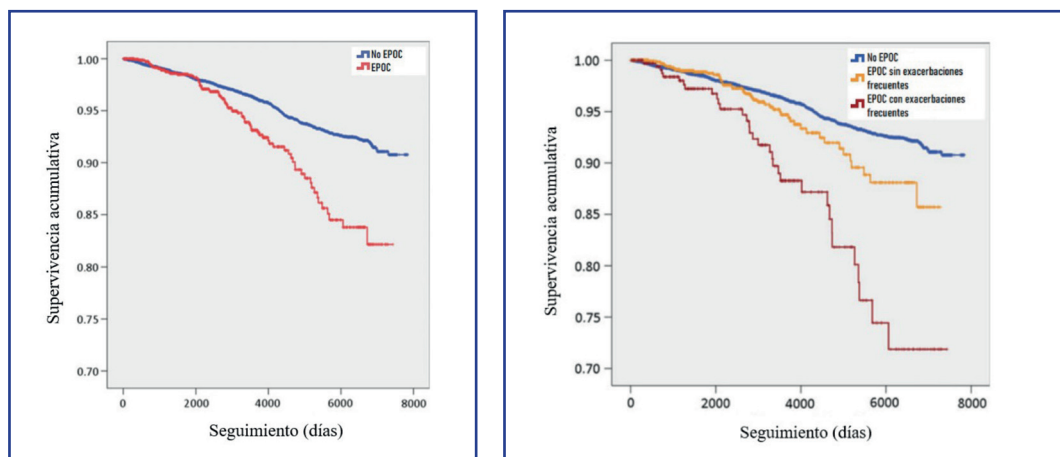 No EPOC
EPOC
1.00
0.95
0.90
0.85
0.80
0.75
0.70
0
2000
4000
6000
8000
Supervivencia acumulativa
Seguimiento (días)
No EPOC
EPOC sin exacerbaciones
frecuentes
EPOC con exacerbaciones
frecuentes
1.00
0.95
0.90
0.85
0.80
0.75
0.70
0
2000
4000
6000
8000
Supervivencia acumulativa
Seguimiento (días)